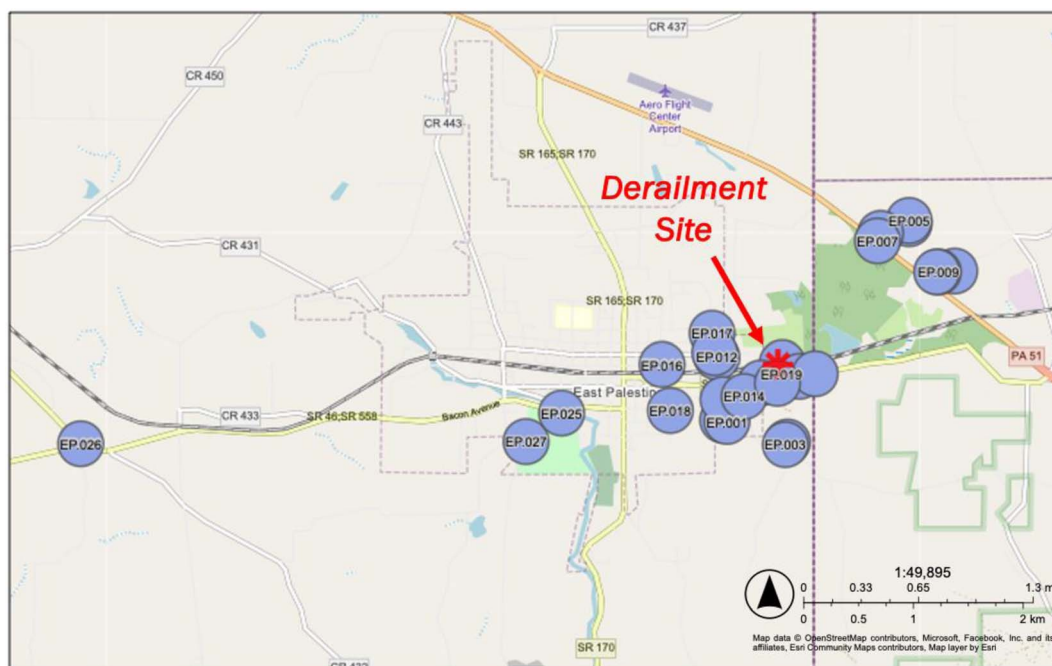 CR 437
CR 450
Aero Flight
Center
Airport
CR 443
SR 165;SR 170
Derailment
Site
EP.005
EP.007
CR 431
EP.009
SR 165;SR 170
EP.017
EP.012
PA 51
EP.016
EP.019
East Palestin
EP.014
CR 433
SR 46;SR 558
Bacon Avenue
EP.025
EP.018
EP.001
EP.026
EP.027
EP.003
1:49,895
0 0.33 0.65 1.3 m
0 0.5 1 2 km
Map data © OpenStreetMap contributors, Microsoft, Facebook, Inc. and its
affiliates, Esri Community Maps contributors, Map layer by Esri
SR 170